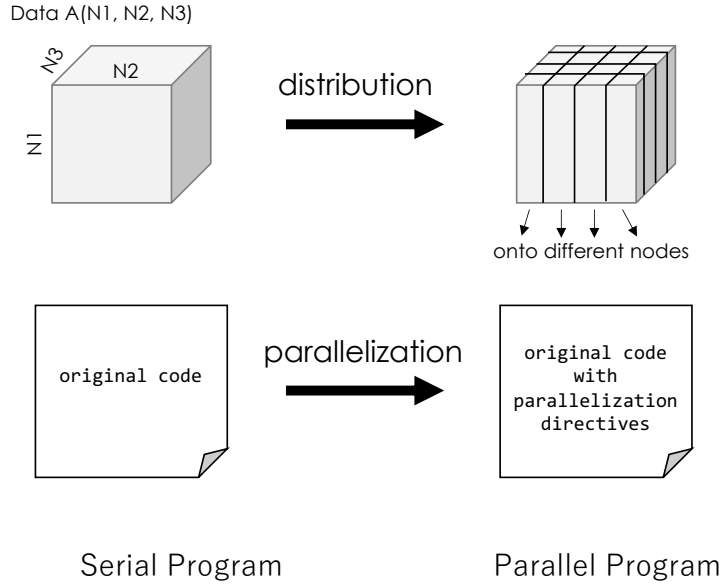 Data A(N1, N2, N3)
N3
N2
N1
distribution
onto different nodes
original code
parallelization
original code
with
parallelization
directives
Serial Program
Parallel Program